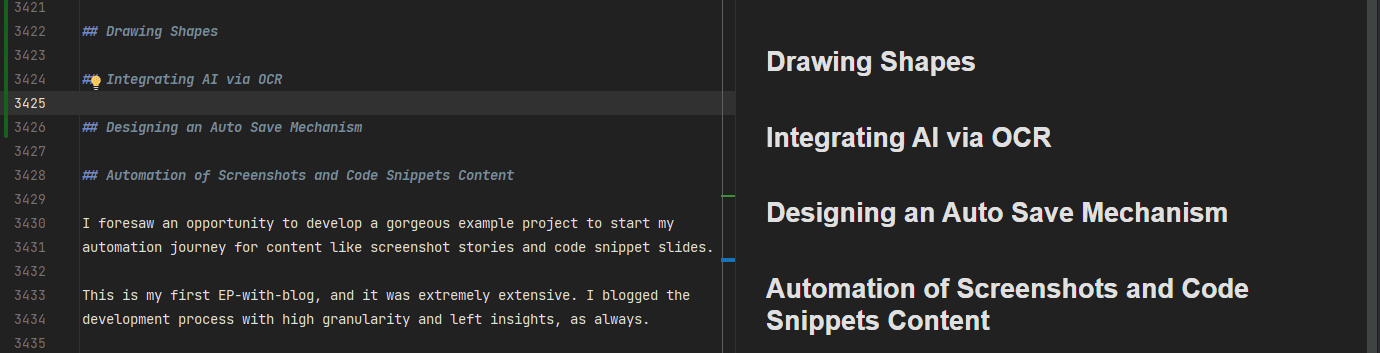 3421
3422 ## Drawing Shapes
3423
3424 ## Integrating AI via OCR
3425
3426 ## Designing an Auto Save Mechanism
3427
3428 ## Automation of Screenshots and Code Snippets Content
3429
3430 I foresaw an opportunity to develop a gorgeous example project to start my
3431 automation journey for content like screenshot stories and code snippet slides.
3432
3433 This is my first EP-with-blog, and it was extremely extensive. I blogged the
3434 development process with high granularity and left insights, as always.
3435
Drawing Shapes
Integrating AI via OCR
Designing an Auto Save Mechanism
Automation of Screenshots and Code
Snippets Content